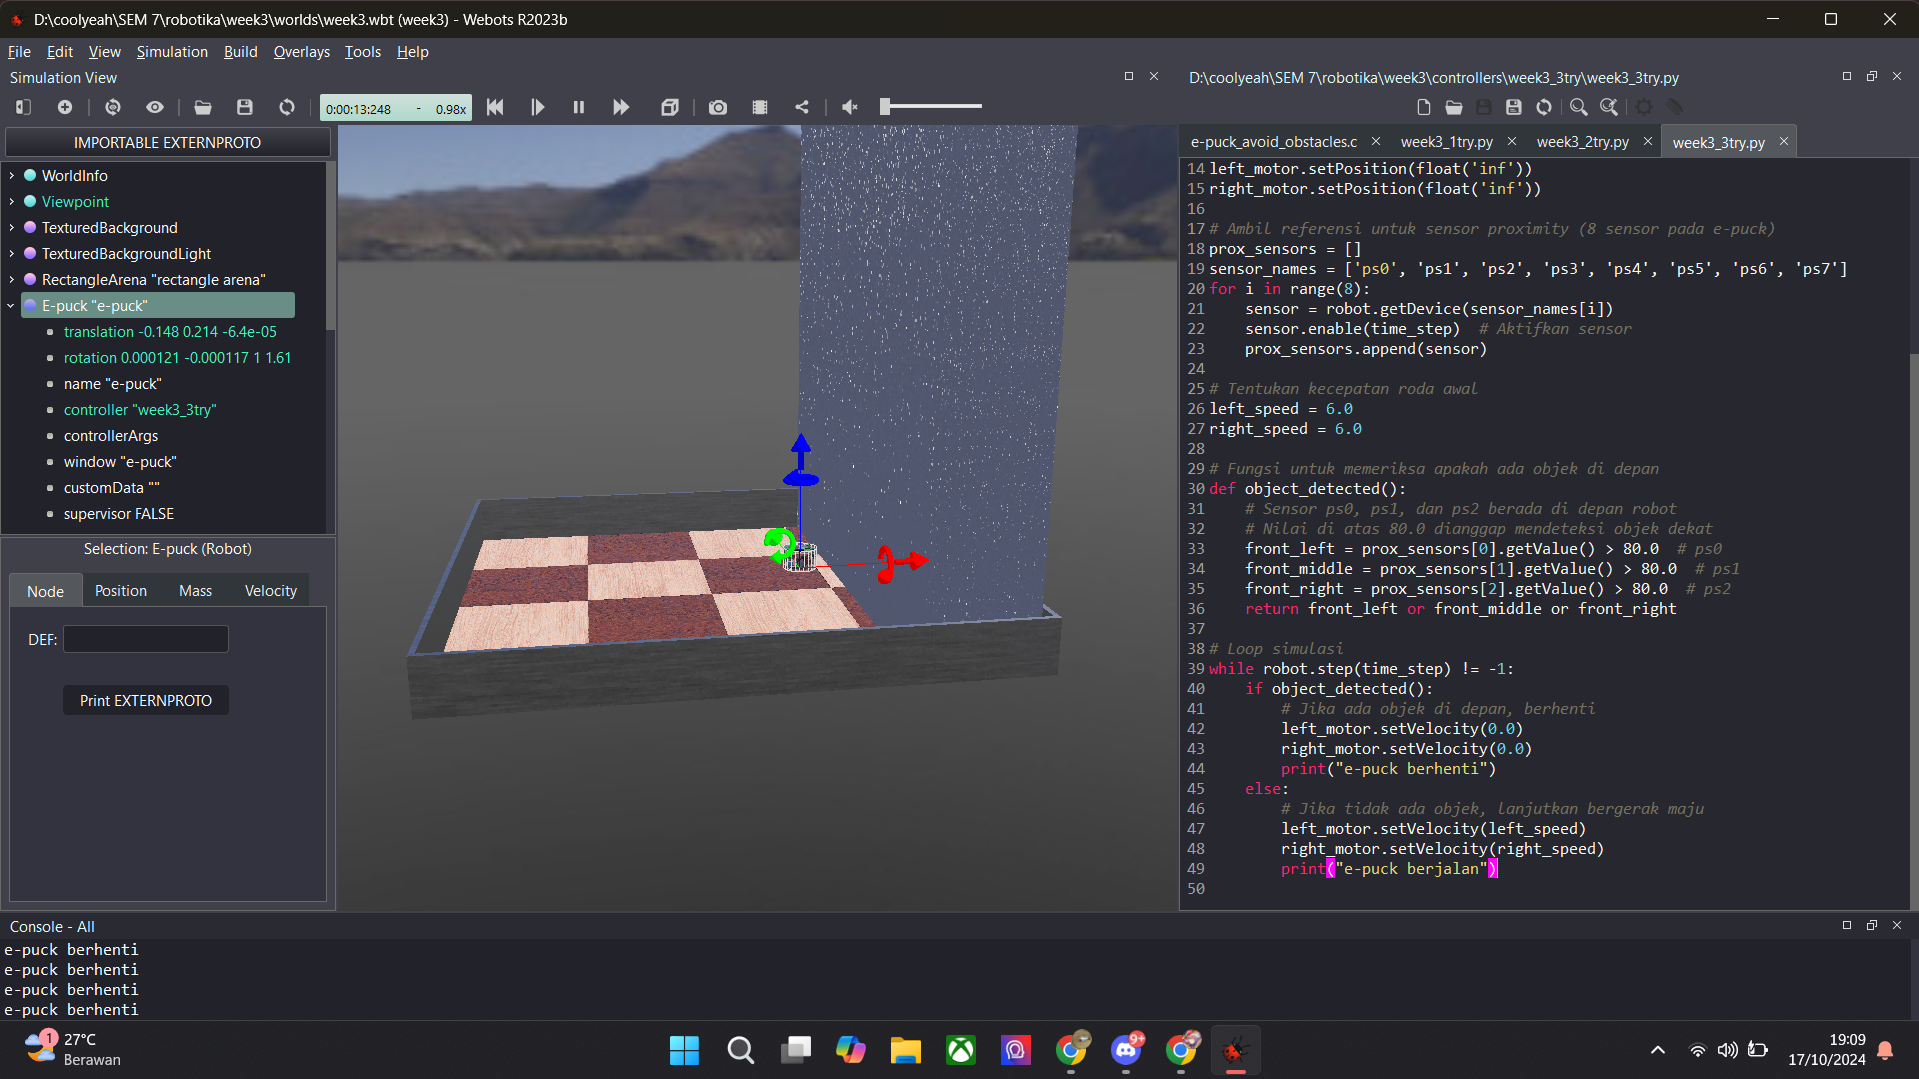 D:\coolyeah\SEM 7\robotika\week3\worlds\week3.wbt (week3) - Webots R2023b
File Edit View Simulation Build Overlays Tools Help
Simulation View
0:00:13:248 - 0.98x
IMPORTABLE EXTERNPROTO
WorldInfo
Viewpoint
TexturedBackground
TexturedBackgroundLight
RectangleArena "rectangle arena"
E-puck "e-puck"
translation -0.148 0.214 -6.4e-05
rotation 0.000121 -0.000117 1 1.61
name "e-puck"
controller "week3_3try"
controllerArgs
window "e-puck"
customData ""
supervisor FALSE
Selection: E-puck (Robot)
Node Position Mass Velocity
DEF:
Print EXTERNPROTO
D:\coolyeah\SEM 7\robotika\week3\controllers\week3_3try\week3_3try.py
e-puck_avoid_obstacles.c week3_1try.py week3_2try.py week3_3try.py
14 left_motor.setPosition(float('inf'))
15 right_motor.setPosition(float('inf'))
16
17 # Ambil referensi untuk sensor proximity (8 sensor pada e-puck)
18 prox_sensors = []
19 sensor_names = ['ps0', 'ps1', 'ps2', 'ps3', 'ps4', 'ps5', 'ps6', 'ps7']
20 for i in range(8):
21     sensor = robot.getDevice(sensor_names[i])
22     sensor.enable(time_step)  # Aktifkan sensor
23     prox_sensors.append(sensor)
24
25 # Tentukan kecepatan roda awal
26 left_speed = 6.0
27 right_speed = 6.0
28
29 # Fungsi untuk memeriksa apakah ada objek di depan
30 def object_detected():
31     # Sensor ps0, ps1, dan ps2 berada di depan robot
32     # Nilai di atas 80.0 dianggap mendeteksi objek dekat
33     front_left = prox_sensors[0].getValue() > 80.0  # ps0
34     front_middle = prox_sensors[1].getValue() > 80.0  # ps1
35     front_right = prox_sensors[2].getValue() > 80.0  # ps2
36     return front_left or front_middle or front_right
37
38 # Loop simulasi
39 while robot.step(time_step) != -1:
40     if object_detected():
41         # Jika ada objek di depan, berhenti
42         left_motor.setVelocity(0.0)
43         right_motor.setVelocity(0.0)
44         print("e-puck berhenti")
45     else:
46         # Jika tidak ada objek, lanjutkan bergerak maju
47         left_motor.setVelocity(left_speed)
48         right_motor.setVelocity(right_speed)
49         print("e-puck berjalan")
50
Console - All
e-puck berhenti
e-puck berhenti
e-puck berhenti
e-puck berhenti
1
27°C
Berawan
9+
19:09
17/10/2024